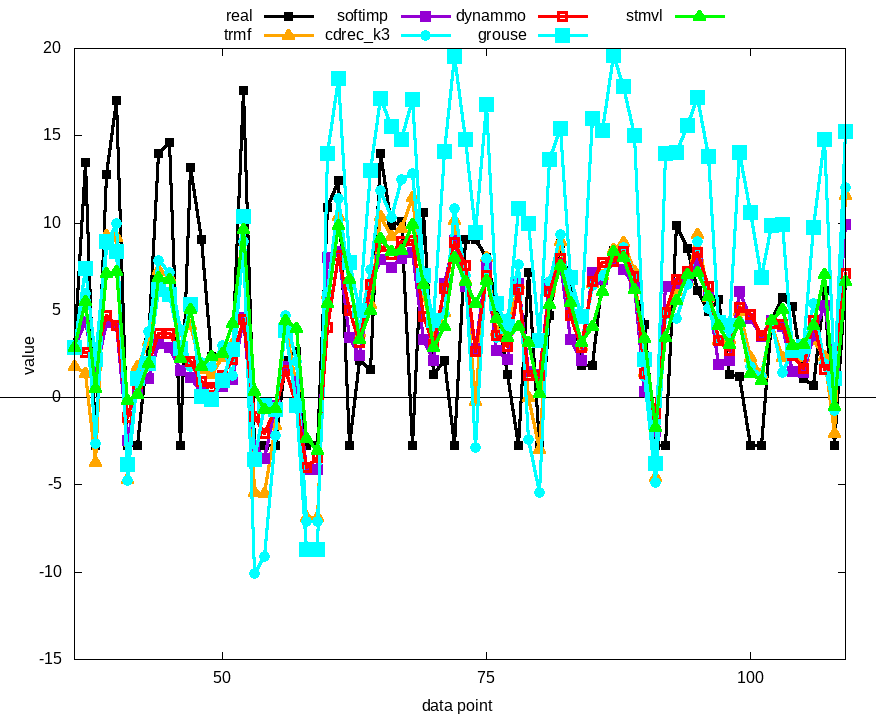 real softimp dynammo stmvl
trmf cdrec_k3 grouse
20
15
10
5
0
-5
-10
-15
value
50 75 100
data point